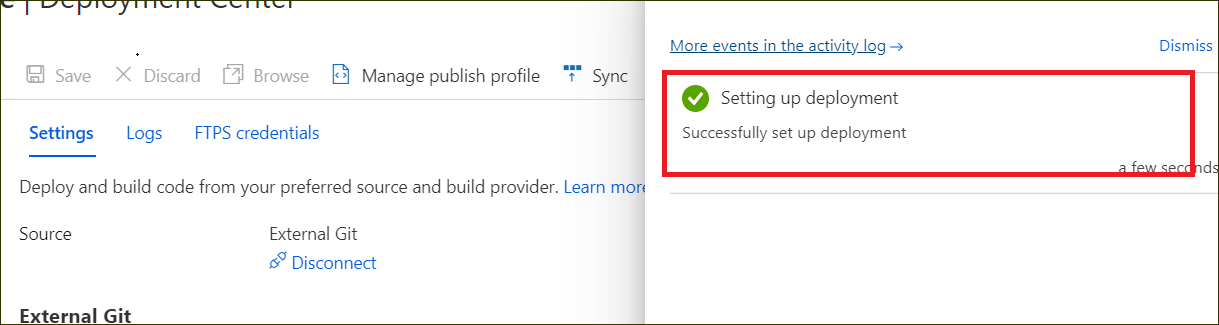 | Deployment Center
Save Discard Browse Manage publish profile Sync
Settings Logs FTPS credentials
Deploy and build code from your preferred source and build provider. Learn more
Source External Git
Disconnect
External Git
More events in the activity log → Dismiss
Setting up deployment
Successfully set up deployment
a few seconds